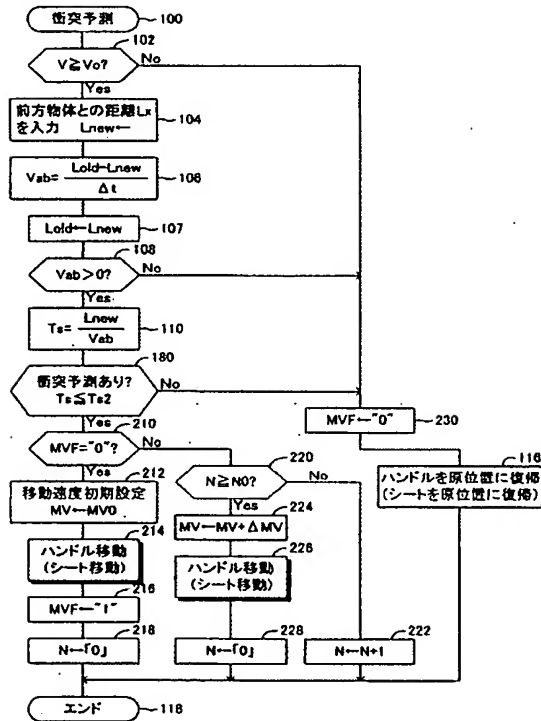 衝突予測
100
102
V≧Vo?
No
Yes
前方物体との距離Lx
を入力 Lnew←
104
Vab= Lold-Lnew
Δt
106
Lold←Lnew
107
108
Vab>0?
No
Yes
Ts= Lnew
Vab
110
180
衝突予測あり?
Ts≦Ts2
No
Yes
210
MVF="0"?
No
MVF←"0"
230
Yes
212
移動速度初期設定
MV←MV0
220
N≧N0?
No
116
ハンドルを原位置に復帰
(シートを原位置に復帰)
Yes
224
MV←MV+ΔMV
214
ハンドル移動
(シート移動)
226
ハンドル移動
(シート移動)
216
MVF←"1"
218
N←「0」
228
N←「0」
222
N←N+1
エンド
118